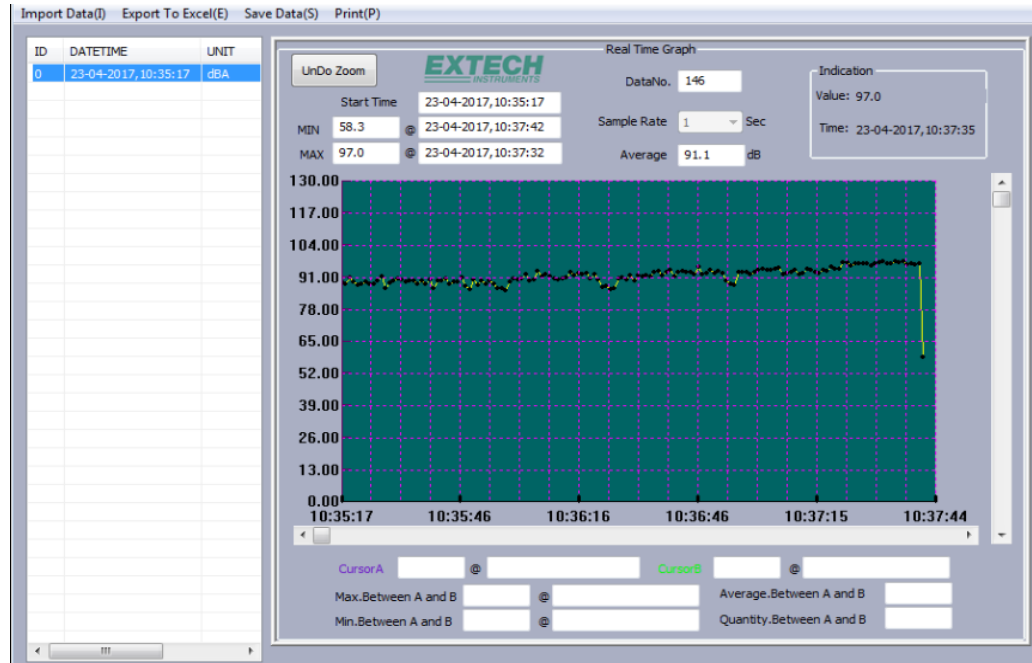 Import Data(I) Export To Excel(E) Save Data(S) Print(P)
ID DATETIME UNIT
0 23-04-2017,10:35:17 dBA
Real Time Graph
UnDo Zoom
EXTECH
INSTRUMENTS
DataNo. 146
Indication
Value: 97.0
Time: 23-04-2017,10:37:35
Start Time 23-04-2017,10:35:17
MIN 58.3 @ 23-04-2017,10:37:42
Sample Rate 1 Sec
MAX 97.0 @ 23-04-2017,10:37:32
Average 91.1 dB
130.00
117.00
104.00
91.00
78.00
65.00
52.00
39.00
26.00
13.00
0.00
10:35:17 10:35:46 10:36:16 10:36:46 10:37:15 10:37:44
CursorA @ CursorB @
Max.Between A and B @ Average.Between A and B
Min.Between A and B @ Quantity.Between A and B